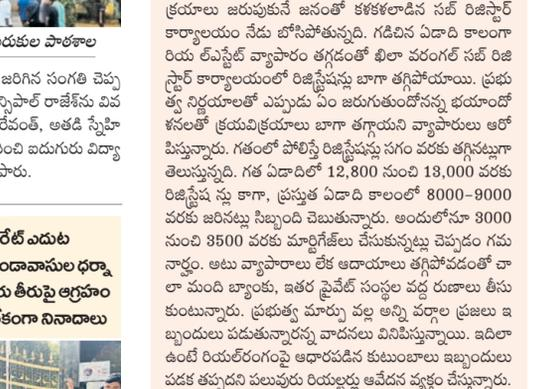 రుకుల పాఠశాల
జరిగిన సంగతి చెప్ప
న్సిపాల్ రాజేశ్‌ను వివ
రేవంత్, అతడి స్నేహి
ంచి ఐదుగురు విద్యా
పారు.
రేట్ ఎదుట
ండావాసుల ధర్నా
రు తీరుపై ఆగ్రహం
కంగా నినాదాలు
క్రయాలు జరుపుకునే జనంతో కళకళలాడిన సబ్ రిజిస్ట్రార్
కార్యాలయం నేడు బోసిపోతున్నది. గడిచిన ఏడాది కాలంగా
రియ ల్‌ఎస్టేట్ వ్యాపారం తగ్గడంతో ఖిలా వరంగల్ సబ్ రిజి
స్ట్రార్ కార్యాలయంలో రిజిస్ట్రేషన్లు బాగా తగ్గిపోయాయి. ప్రభు
త్వ నిర్ణయాలతో ఎప్పుడు ఏం జరుగుతుందోనన్న భయాందో
ళనలతో క్రయవిక్రయాలు బాగా తగ్గాయని వ్యాపారులు ఆరో
పిస్తున్నారు. గతంలో పోలిస్తే రిజిస్ట్రేషన్లు సగం వరకు తగ్గినట్లుగా
తెలుస్తున్నది. గత ఏడాదిలో 12,800 నుంచి 13,000 వరకు
రిజిస్ట్రేష న్లు కాగా, ప్రస్తుత ఏడాది కాలంలో 8000-9000
వరకు జరినట్లు సిబ్బంది చెబుతున్నారు. అందులోనూ 3000
నుంచి 3500 వరకు మార్టిగేజ్‌లు చేసుకున్నట్లు చెప్పడం గమ
నార్హం. అటు వ్యాపారాలు లేక ఆదాయాలు తగ్గిపోవడంతో చా
లా మంది బ్యాంకు, ఇతర ప్రైవేట్ సంస్థల వద్ద రుణాలు తీసు
కుంటున్నారు. ప్రభుత్వ మార్పు వల్ల అన్ని వర్గాల ప్రజలు ఇ
బ్బందులు పడుతున్నారన్న వాదనలు వినిపిస్తున్నాయి. ఇదిలా
ఉంటే రియల్‌రంగంపై ఆధారపడిన కుటుంబాలు ఇబ్బందులు
పడక తప్పదని పలువురు రియల్టర్లు ఆవేదన వ్యక్తం చేస్తున్నారు.